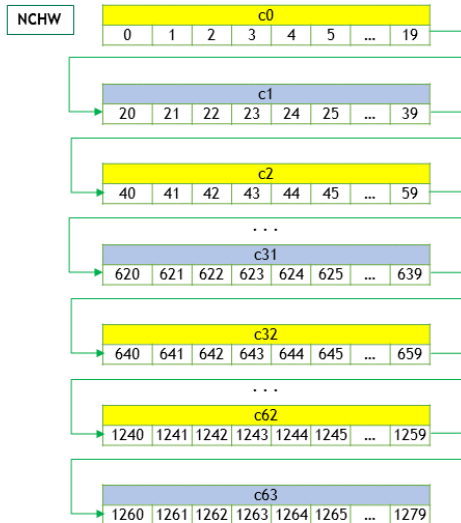 NCHW
c0
0 1 2 3 4 5 ... 19
c1
20 21 22 23 24 25 ... 39
c2
40 41 42 43 44 45 ... 59
...
c31
620 621 622 623 624 625 ... 639
c32
640 641 642 643 644 645 ... 659
...
c62
1240 1241 1242 1243 1244 1245 ... 1259
c63
1260 1261 1262 1263 1264 1265 ... 1279